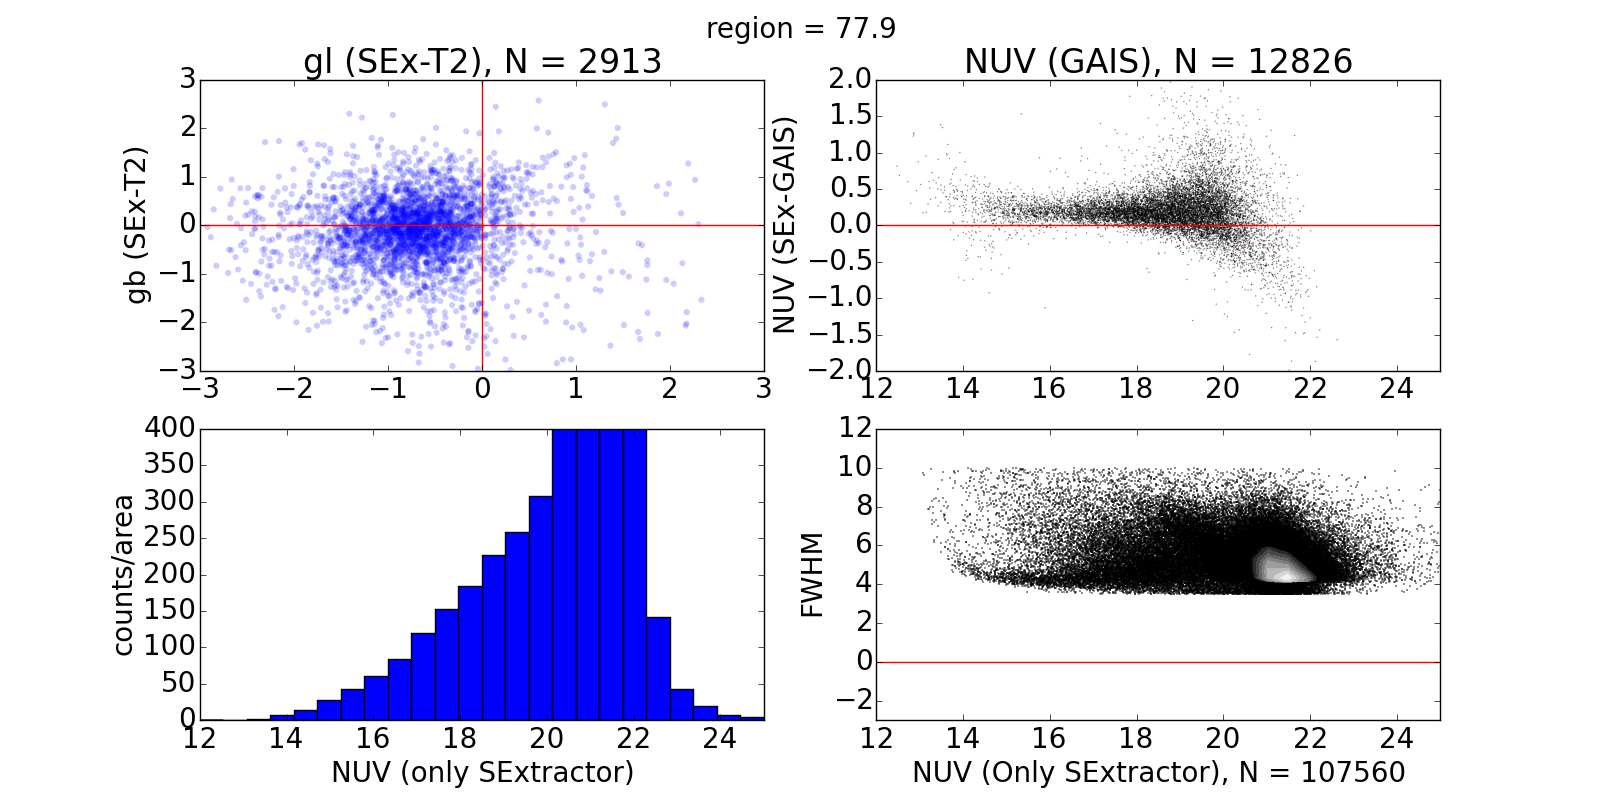 region = 77.9
gl (SEx-T2), N = 2913
NUV (GAIS), N = 12826
gb (SEx-T2)
3
2
1
0
−1
−2
−3
−3 −2 −1 0 1 2 3
NUV (SEx-GAIS)
2.0
1.5
1.0
0.5
0.0
−0.5
−1.0
−1.5
−2.0
12 14 16 18 20 22 24
counts/area
400
350
300
250
200
150
100
50
0
12 14 16 18 20 22 24
NUV (only SExtractor)
FWHM
12
10
8
6
4
2
0
−2
12 14 16 18 20 22 24
NUV (Only SExtractor), N = 107560